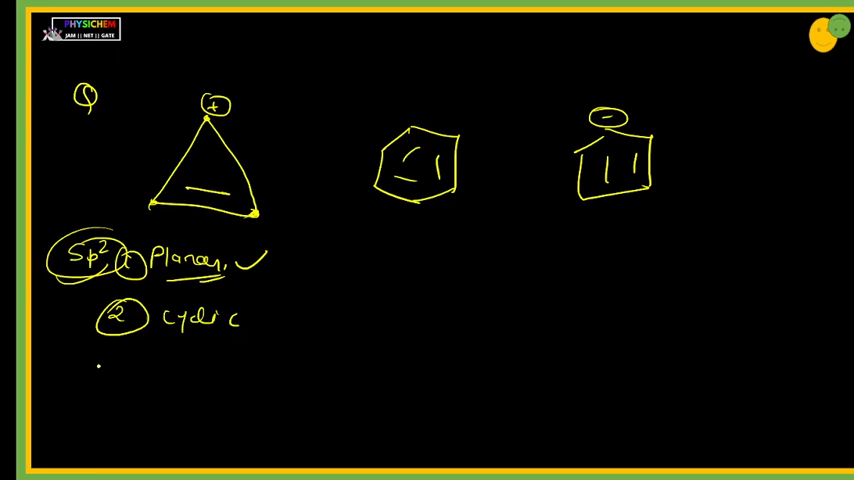 PHYSICHEM
JAM || NET || GATE
Q
+
-
Sp² 1 Planar, ✓
2 cyclic